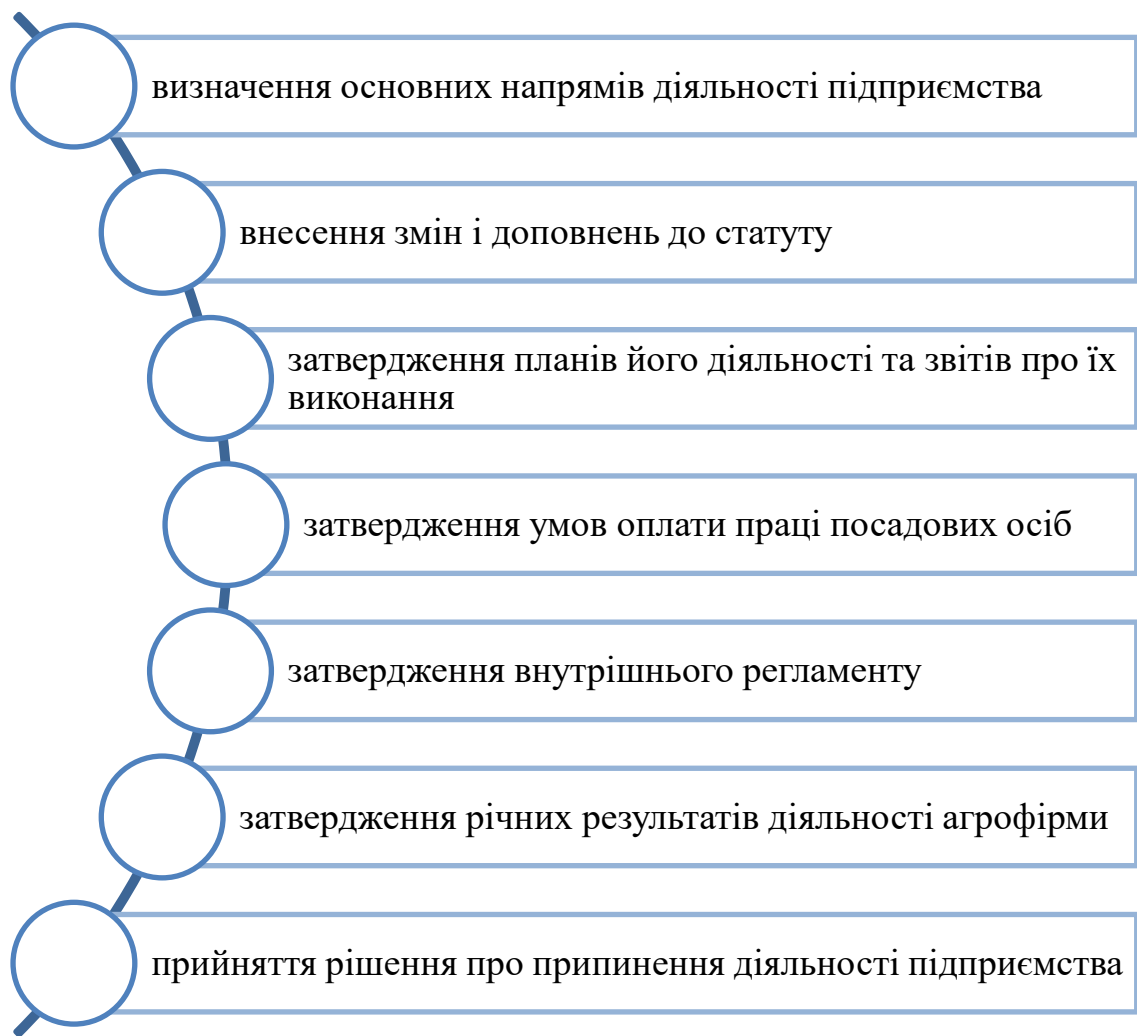 визначення основних напрямів діяльності підприємства
внесення змін і доповнень до статуту
затвердження планів його діяльності та звітів про їх
виконання
затвердження умов оплати праці посадових осіб
затвердження внутрішнього регламенту
затвердження річних результатів діяльності агрофірми
прийняття рішення про припинення діяльності підприємства